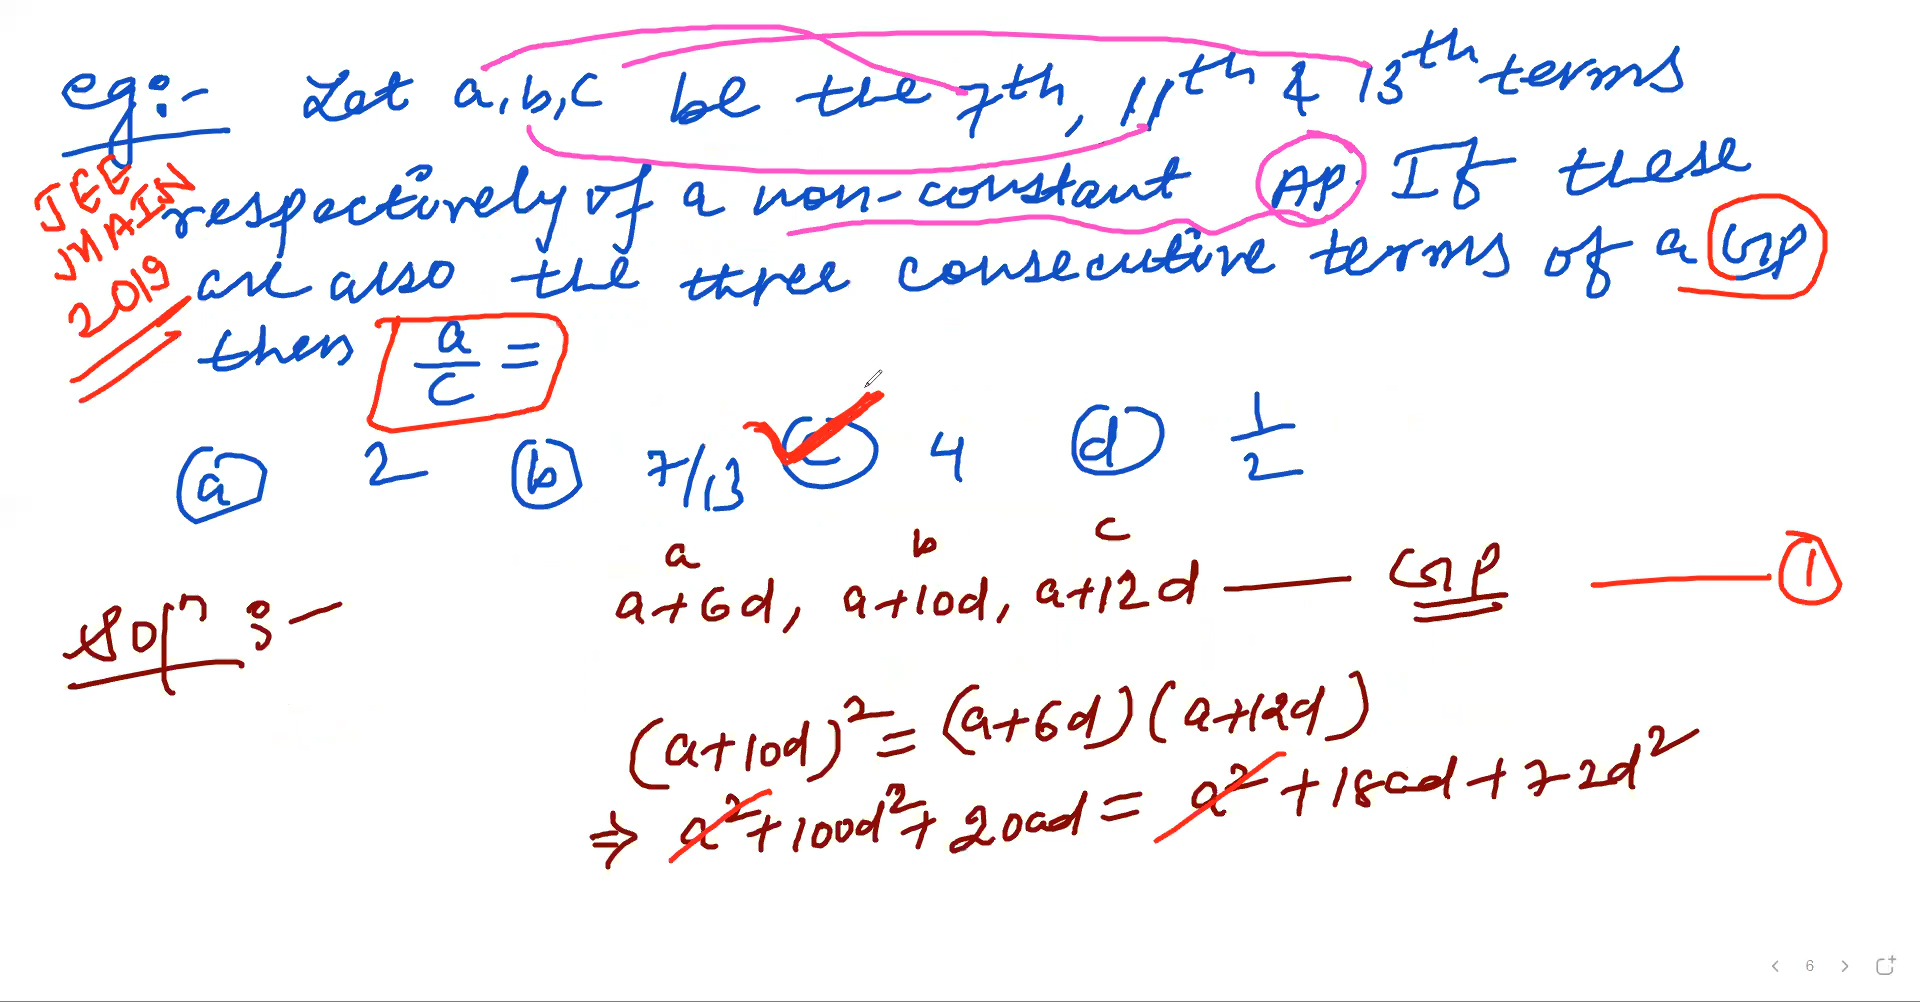 eg:- Let a,b,c be the 7th, 11th & 13th terms
respectively of a non-constant AP. If these
are also the three consecutive terms of a GP
then a/c =
JEE
MAIN
2019
(a) 2 (b) 7/13 (c) 4 (d) 1/2
a b c
Solⁿ :- a+6d, a+10d, a+12d — GP — (1)
(a+10d)² = (a+6d)(a+12d)
⇒ a²+100d²+20ad = a²+18ad+72d²
6